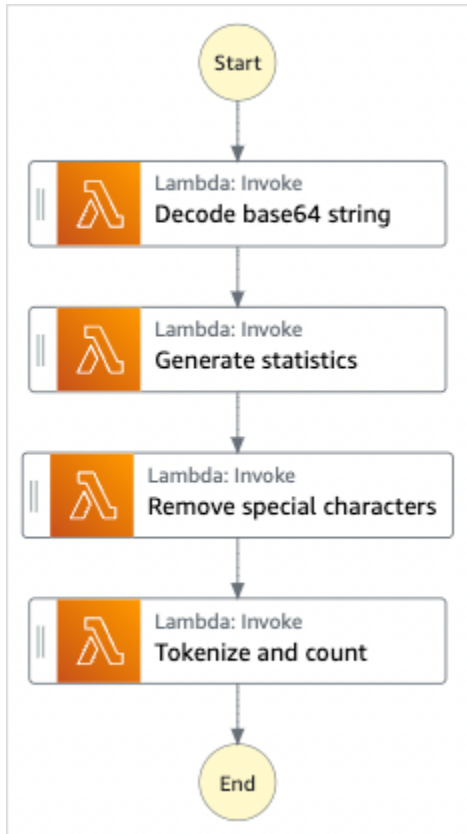 Start
Lambda: Invoke
Decode base64 string
Lambda: Invoke
Generate statistics
Lambda: Invoke
Remove special characters
Lambda: Invoke
Tokenize and count
End